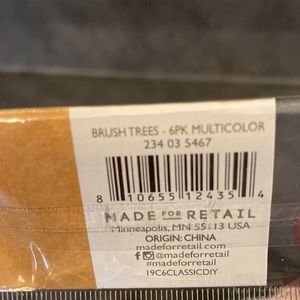 BRUSH TREES - 6PK MULTICOLOR
234 03 5467
8 10655 12435 4
MADE FOR RETAIL
Minneapolis, MN 55113 USA
ORIGIN: CHINA
madeforretail.com
@madeforretail
#madeforretail
19C6CLASSICDIY